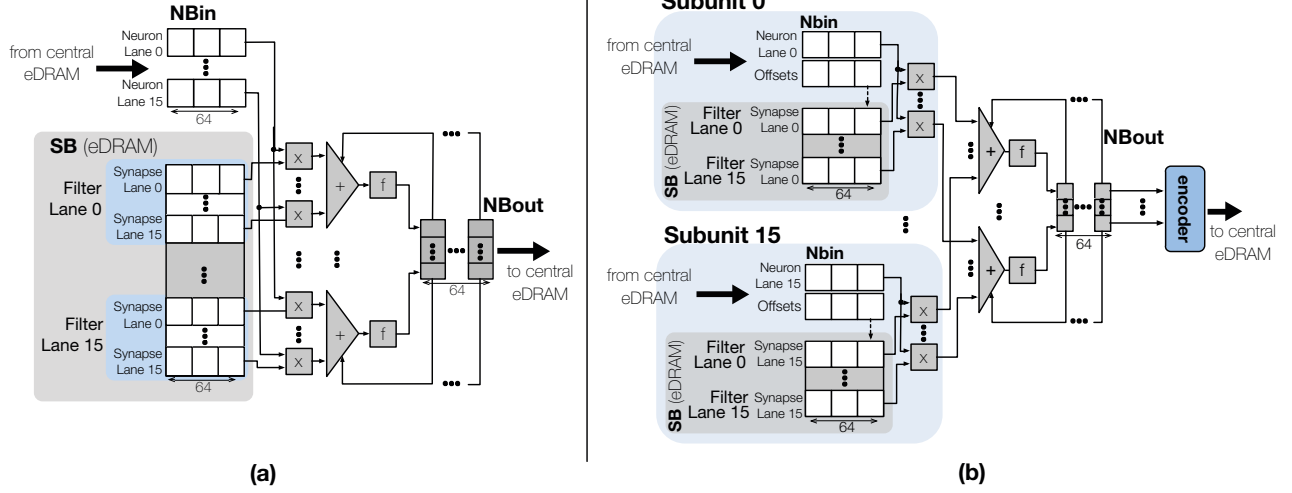 NBin
from central
eDRAM
Neuron
Lane 0
Neuron
Lane 15
64
SB (eDRAM)
Filter
Lane 0
Synapse
Lane 0
Synapse
Lane 15
Filter
Lane 15
Synapse
Lane 0
Synapse
Lane 15
64
x
x
x
x
+
+
f
f
NBout
64
to central
eDRAM
(a)
Subunit 0
from central
eDRAM
Nbin
Neuron
Lane 0
Offsets
SB (eDRAM)
Filter
Lane 0
Synapse
Lane 0
Filter
Lane 15
Synapse
Lane 0
64
x
x
Subunit 15
from central
eDRAM
Nbin
Neuron
Lane 15
Offsets
SB (eDRAM)
Filter
Lane 0
Synapse
Lane 15
Filter
Lane 15
Synapse
Lane 15
64
x
x
+
+
f
f
NBout
64
encoder
to central
eDRAM
(b)